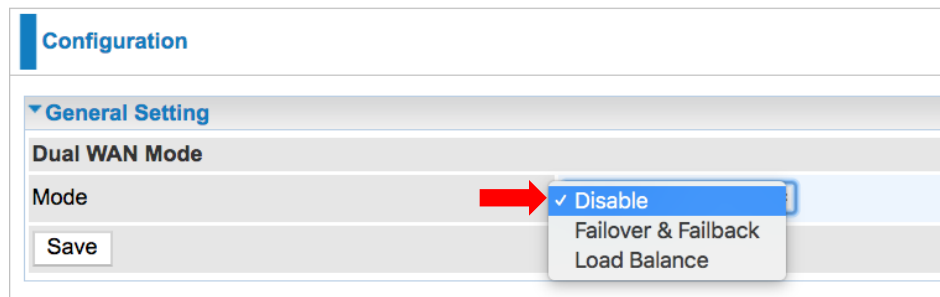 Configuration
General Setting
Dual WAN Mode
Mode
✓ Disable
Failover & Failback
Load Balance
Save